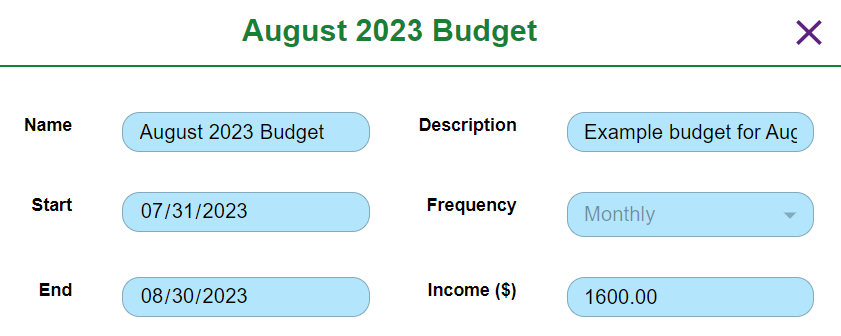 August 2023 Budget
Name August 2023 Budget Description Example budget for Aug
Start 07/31/2023 Frequency Monthly
End 08/30/2023 Income ($) 1600.00